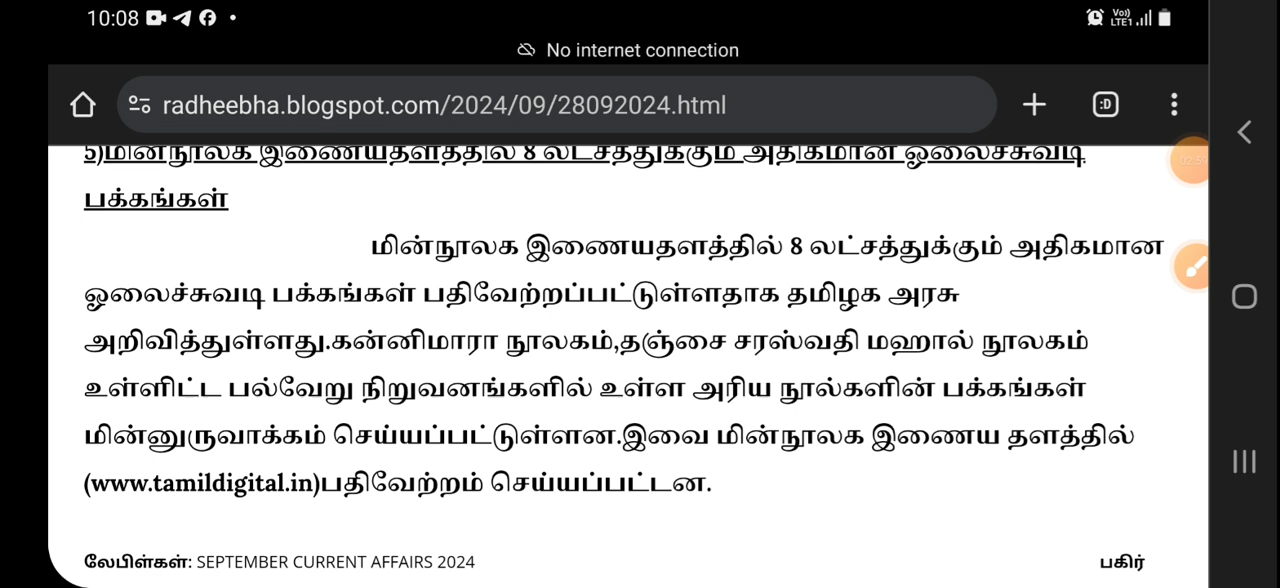 10:08
Vo)) LTE1
No internet connection
radheebha.blogspot.com/2024/09/28092024.html
:D
5)மின்நூலக இணையதளத்தில் 8 லட்சத்துக்கும் அதிகமான ஓலைச்சுவடி
பக்கங்கள்
02:59
மின்நூலக இணையதளத்தில் 8 லட்சத்துக்கும் அதிகமான
ஓலைச்சுவடி பக்கங்கள் பதிவேற்றப்பட்டுள்ளதாக தமிழக அரசு
அறிவித்துள்ளது.கன்னிமாரா நூலகம்,தஞ்சை சரஸ்வதி மஹால் நூலகம்
உள்ளிட்ட பல்வேறு நிறுவனங்களில் உள்ள அரிய நூல்களின் பக்கங்கள்
மின்னுருவாக்கம் செய்யப்பட்டுள்ளன.இவை மின்நூலக இணைய தளத்தில்
(www.tamildigital.in)பதிவேற்றம் செய்யப்பட்டன.
லேபிள்கள்: SEPTEMBER CURRENT AFFAIRS 2024
பகிர்